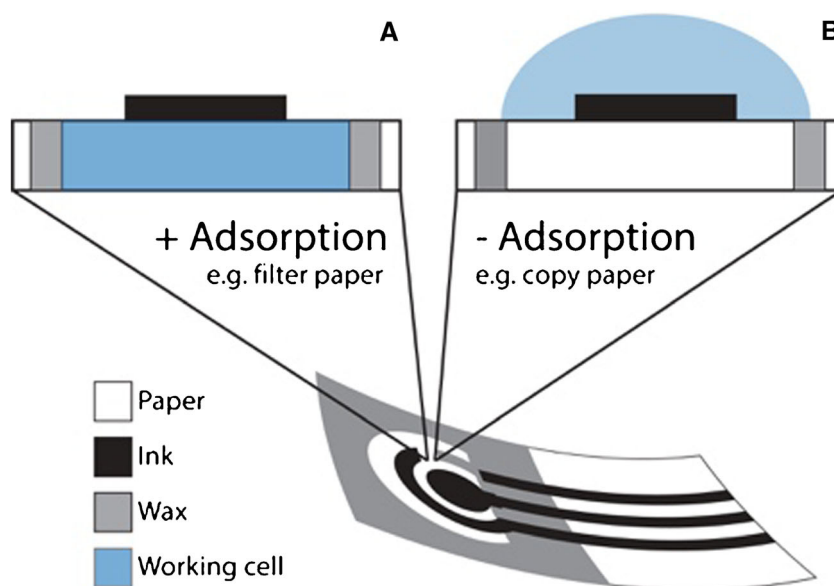 A
B
+ Adsorption
e.g. filter paper
- Adsorption
e.g. copy paper
Paper
Ink
Wax
Working cell